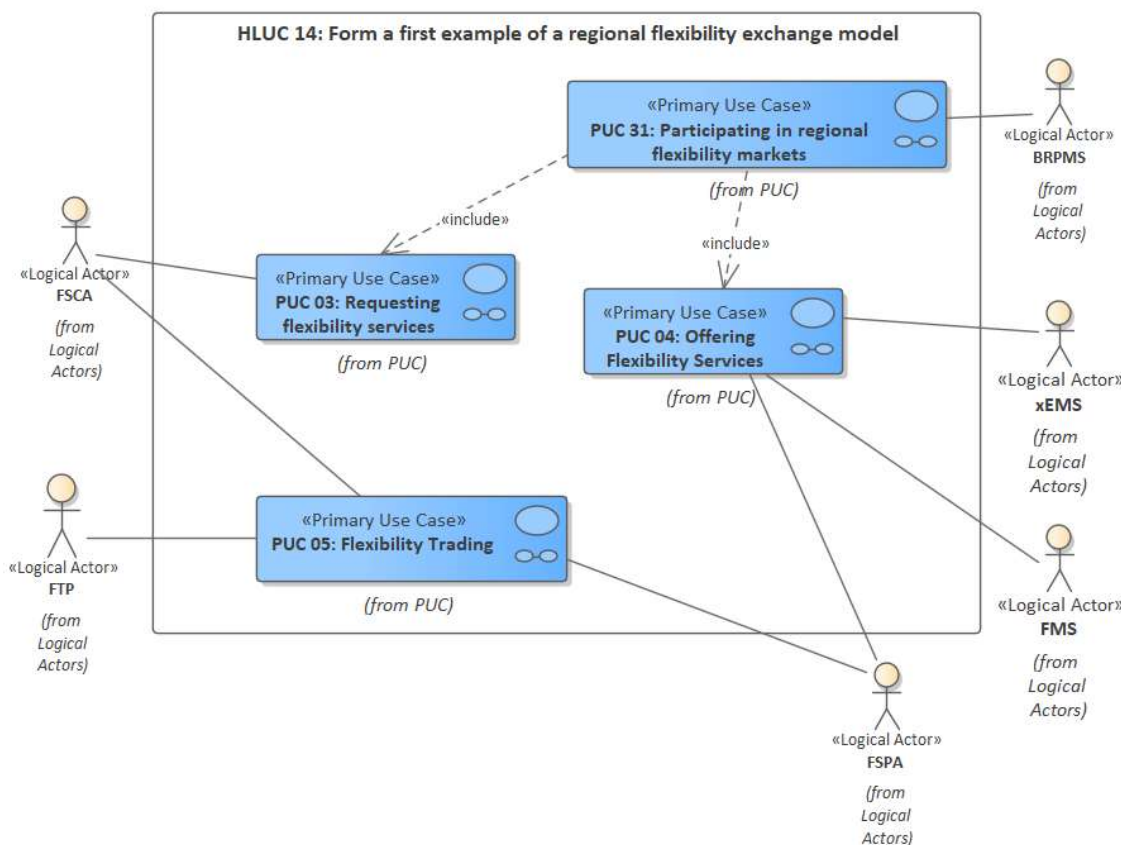 HLUC 14: Form a first example of a regional flexibility exchange model
«Primary Use Case»
PUC 31: Participating in regional
flexibility markets
(from PUC)
«Logical Actor»
BRPMS
(from
Logical
Actors)
«include»
«include»
«Logical Actor»
FSCA
(from
Logical
Actors)
«Primary Use Case»
PUC 03: Requesting
flexibility services
(from PUC)
«Primary Use Case»
PUC 04: Offering
Flexibility Services
(from PUC)
«Logical Actor»
xEMS
(from
Logical
Actors)
«Primary Use Case»
PUC 05: Flexibility Trading
(from PUC)
«Logical Actor»
FTP
(from
Logical
Actors)
«Logical Actor»
FMS
(from
Logical
Actors)
«Logical Actor»
FSPA
(from
Logical
Actors)